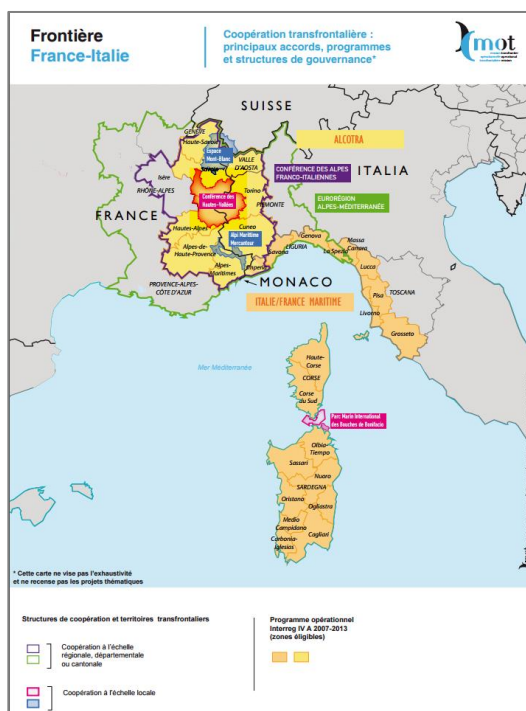 Frontière
France-Italie
Coopération transfrontalière :
principaux accords, programmes
et structures de gouvernance*
mot
SUISSE
GENÈVE
Haute-Savoie
Espace
Mont-Blanc
VALLE
D'AOSTA
ALCOTRA
CONFÉRENCE DES ALPES
FRANCO-ITALIENNES
ITALIA
Isère
RHONE-ALPES
Torino
PIEMONTE
Conférence des
Hautes-Vallées
EURORÉGION
ALPES-MÉDITERRANÉE
FRANCE
Hautes-Alpes
Cuneo
Alpi Marittime
Mercantour
Alpes-de-
Haute-Provence
Savona
Genova
LIGURIA
La Spezia
Massa
Carrara
Alpes-
Maritimes
Imperia
Lucca
PROVENCE-ALPES-
CÔTE D'AZUR
MONACO
Pisa
TOSCANA
ITALIE/FRANCE MARITIME
Livorno
Grosseto
Mer Méditerranée
Haute-
Corse
CORSE
Corse
du Sud
Parc Marin International
des Bouches de Bonifacio
Olbia-
Tiempo
Sassari
Nuoro
SARDEGNA
Oristano
Ogliastra
Medio
Campidano
Cagliari
Carbonia-
Iglesias
* Cette carte ne vise pas l'exhaustivité
et ne recense pas les projets thématiques
Structures de coopération et territoires transfrontaliers
Coopération à l'échelle
régionale, départementale
ou cantonale
Coopération à l'échelle locale
Programme opérationnel
Interreg IV A 2007-2013
(zones éligibles)